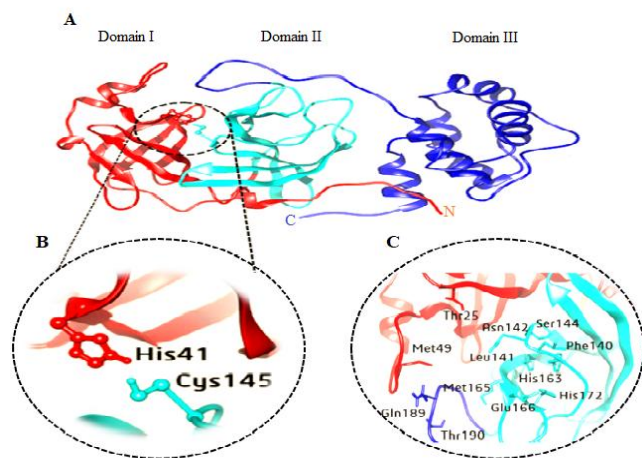 A
Domain I
Domain II
Domain III
C
N
B
His41
Cys145
C
Thr25
Asn142
Ser144
Phe140
Met49
Leu141
His163
Met165
His172
Gln189
Glu166
Thr190